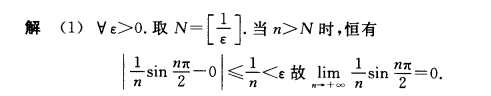 解 (1) ∀ε>0.取 N=[1/ε].当 n>N 时,恒有
|1/n sin nπ/2 −0|≤1/n<ε 故 lim n→+∞ 1/n sin nπ/2=0.